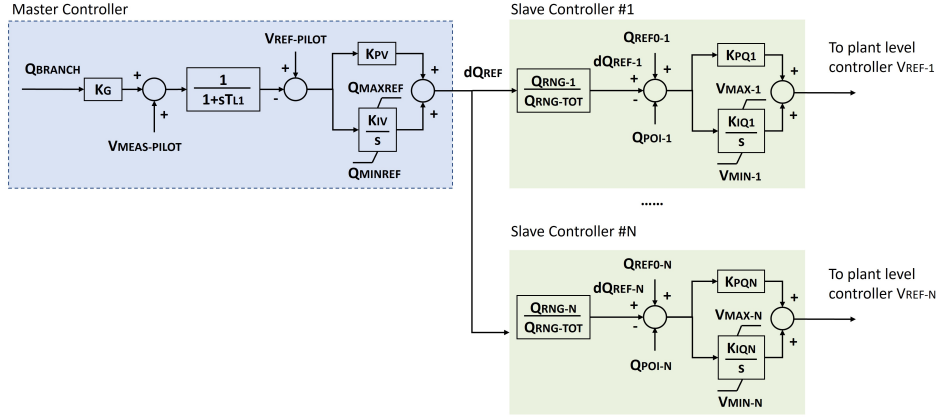 Master Controller
QBRANCH
KG
+
+
VMEAS-PILOT
1
1+sTL1
VREF-PILOT
+
-
KPV
QMAXREF
KIV
s
QMINREF
+
+
dQREF
Slave Controller #1
QRNG-1
QRNG-TOT
dQREF-1
QREF0-1
+
+
-
QPOI-1
KPQ1
VMAX-1
KIQ1
s
VMIN-1
+
+
To plant level
controller VREF-1
......
Slave Controller #N
QRNG-N
QRNG-TOT
dQREF-N
QREF0-N
+
+
-
QPOI-N
KPQN
VMAX-N
KIQN
s
VMIN-N
+
+
To plant level
controller VREF-N